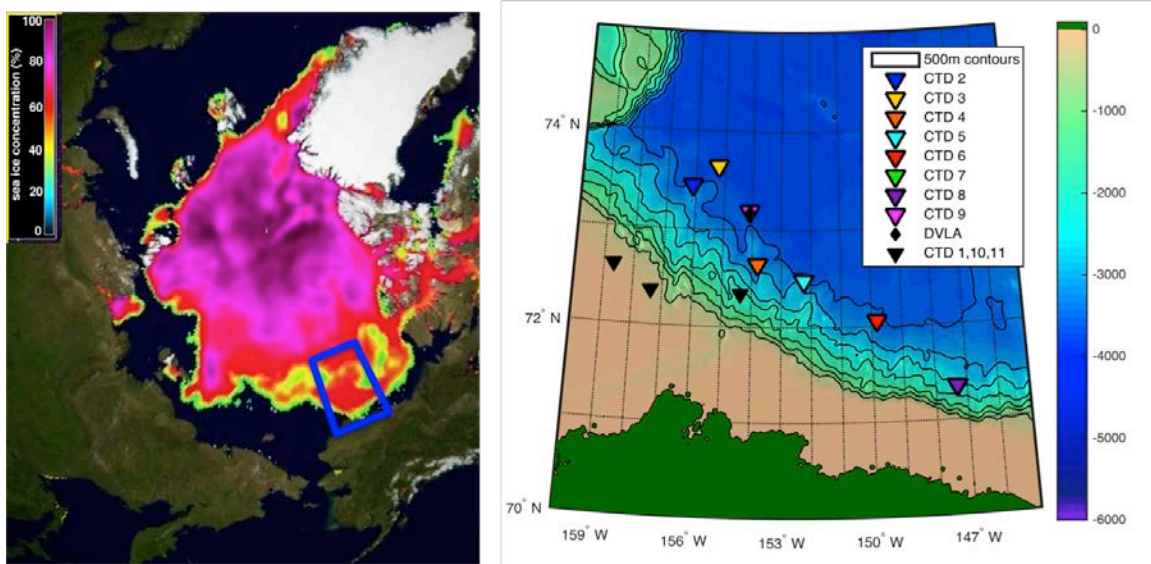 100
80
60
40
20
0
sea ice concentration (%)
500m contours
CTD 2
CTD 3
CTD 4
CTD 5
CTD 6
CTD 7
CTD 8
CTD 9
DVLA
CTD 1,10,11
74° N
72° N
70° N
159° W
156° W
153° W
150° W
147° W
0
0
-1000
-2000
-3000
-4000
-5000
-6000